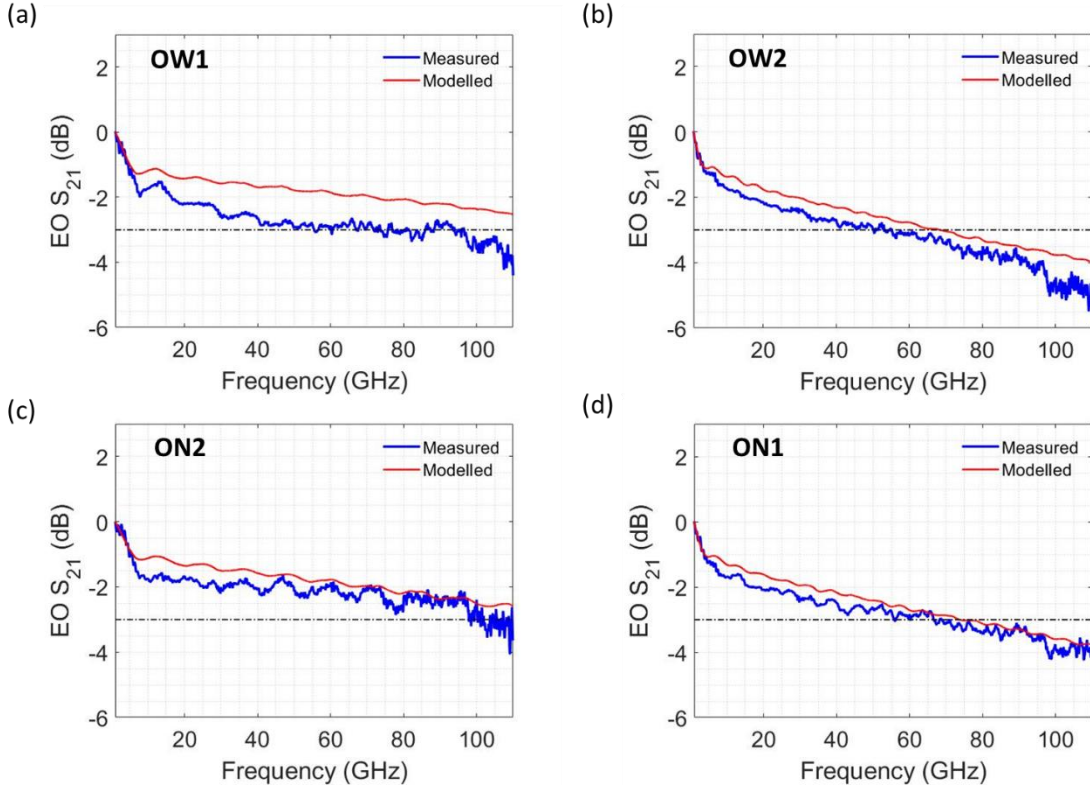 (a)
OW1
Measured
Modelled
2
0
-2
-4
-6
EO S21 (dB)
20 40 60 80 100
Frequency (GHz)
(b)
OW2
Measured
Modelled
2
0
-2
-4
-6
EO S21 (dB)
20 40 60 80 100
Frequency (GHz)
(c)
ON2
Measured
Modelled
2
0
-2
-4
-6
EO S21 (dB)
20 40 60 80 100
Frequency (GHz)
(d)
ON1
Measured
Modelled
2
0
-2
-4
-6
EO S21 (dB)
20 40 60 80 100
Frequency (GHz)